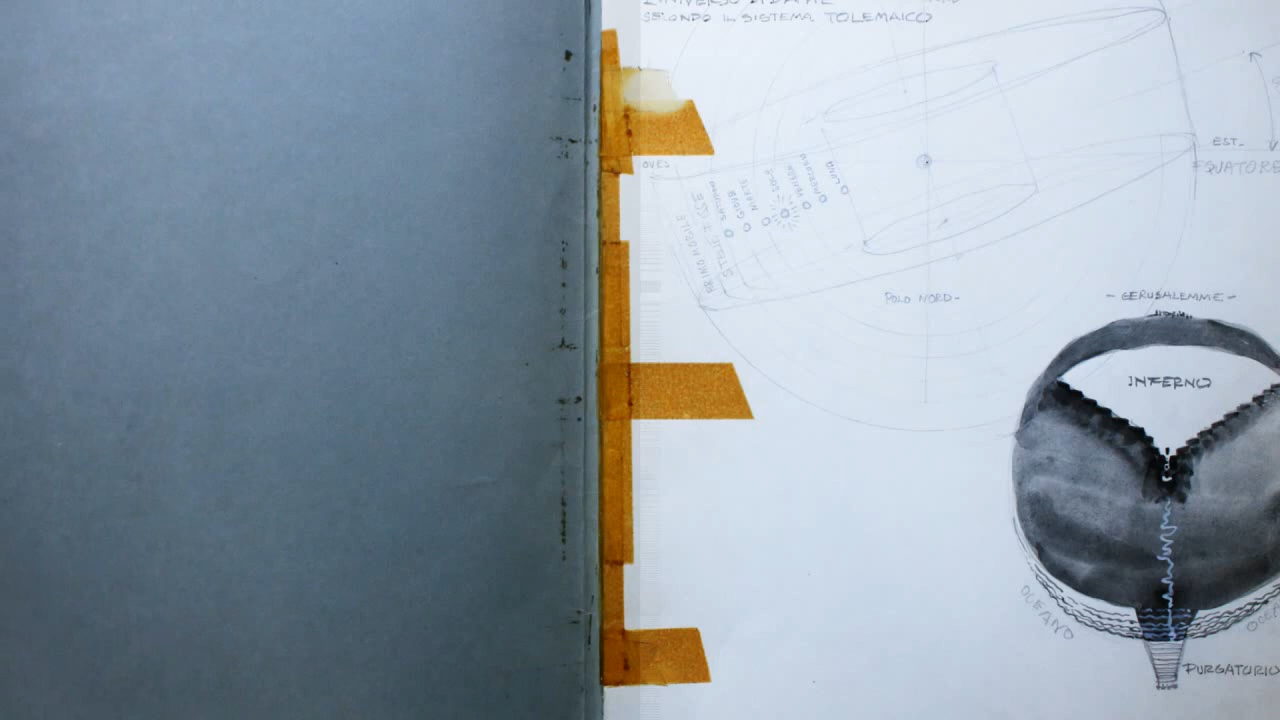 SECONDO IL SISTEMA TOLEMAICO
EST-
EQUATORE
OVES
LUNA
MERCURIO
VENERE
SOLE
MARTE
GIOVE
SATURNO
STELLE FISSE
PRIMO MOBILE
POLO NORD-
- GERUSALEMME -
INFERNO
OCEANO
OCE
PURGATORIO